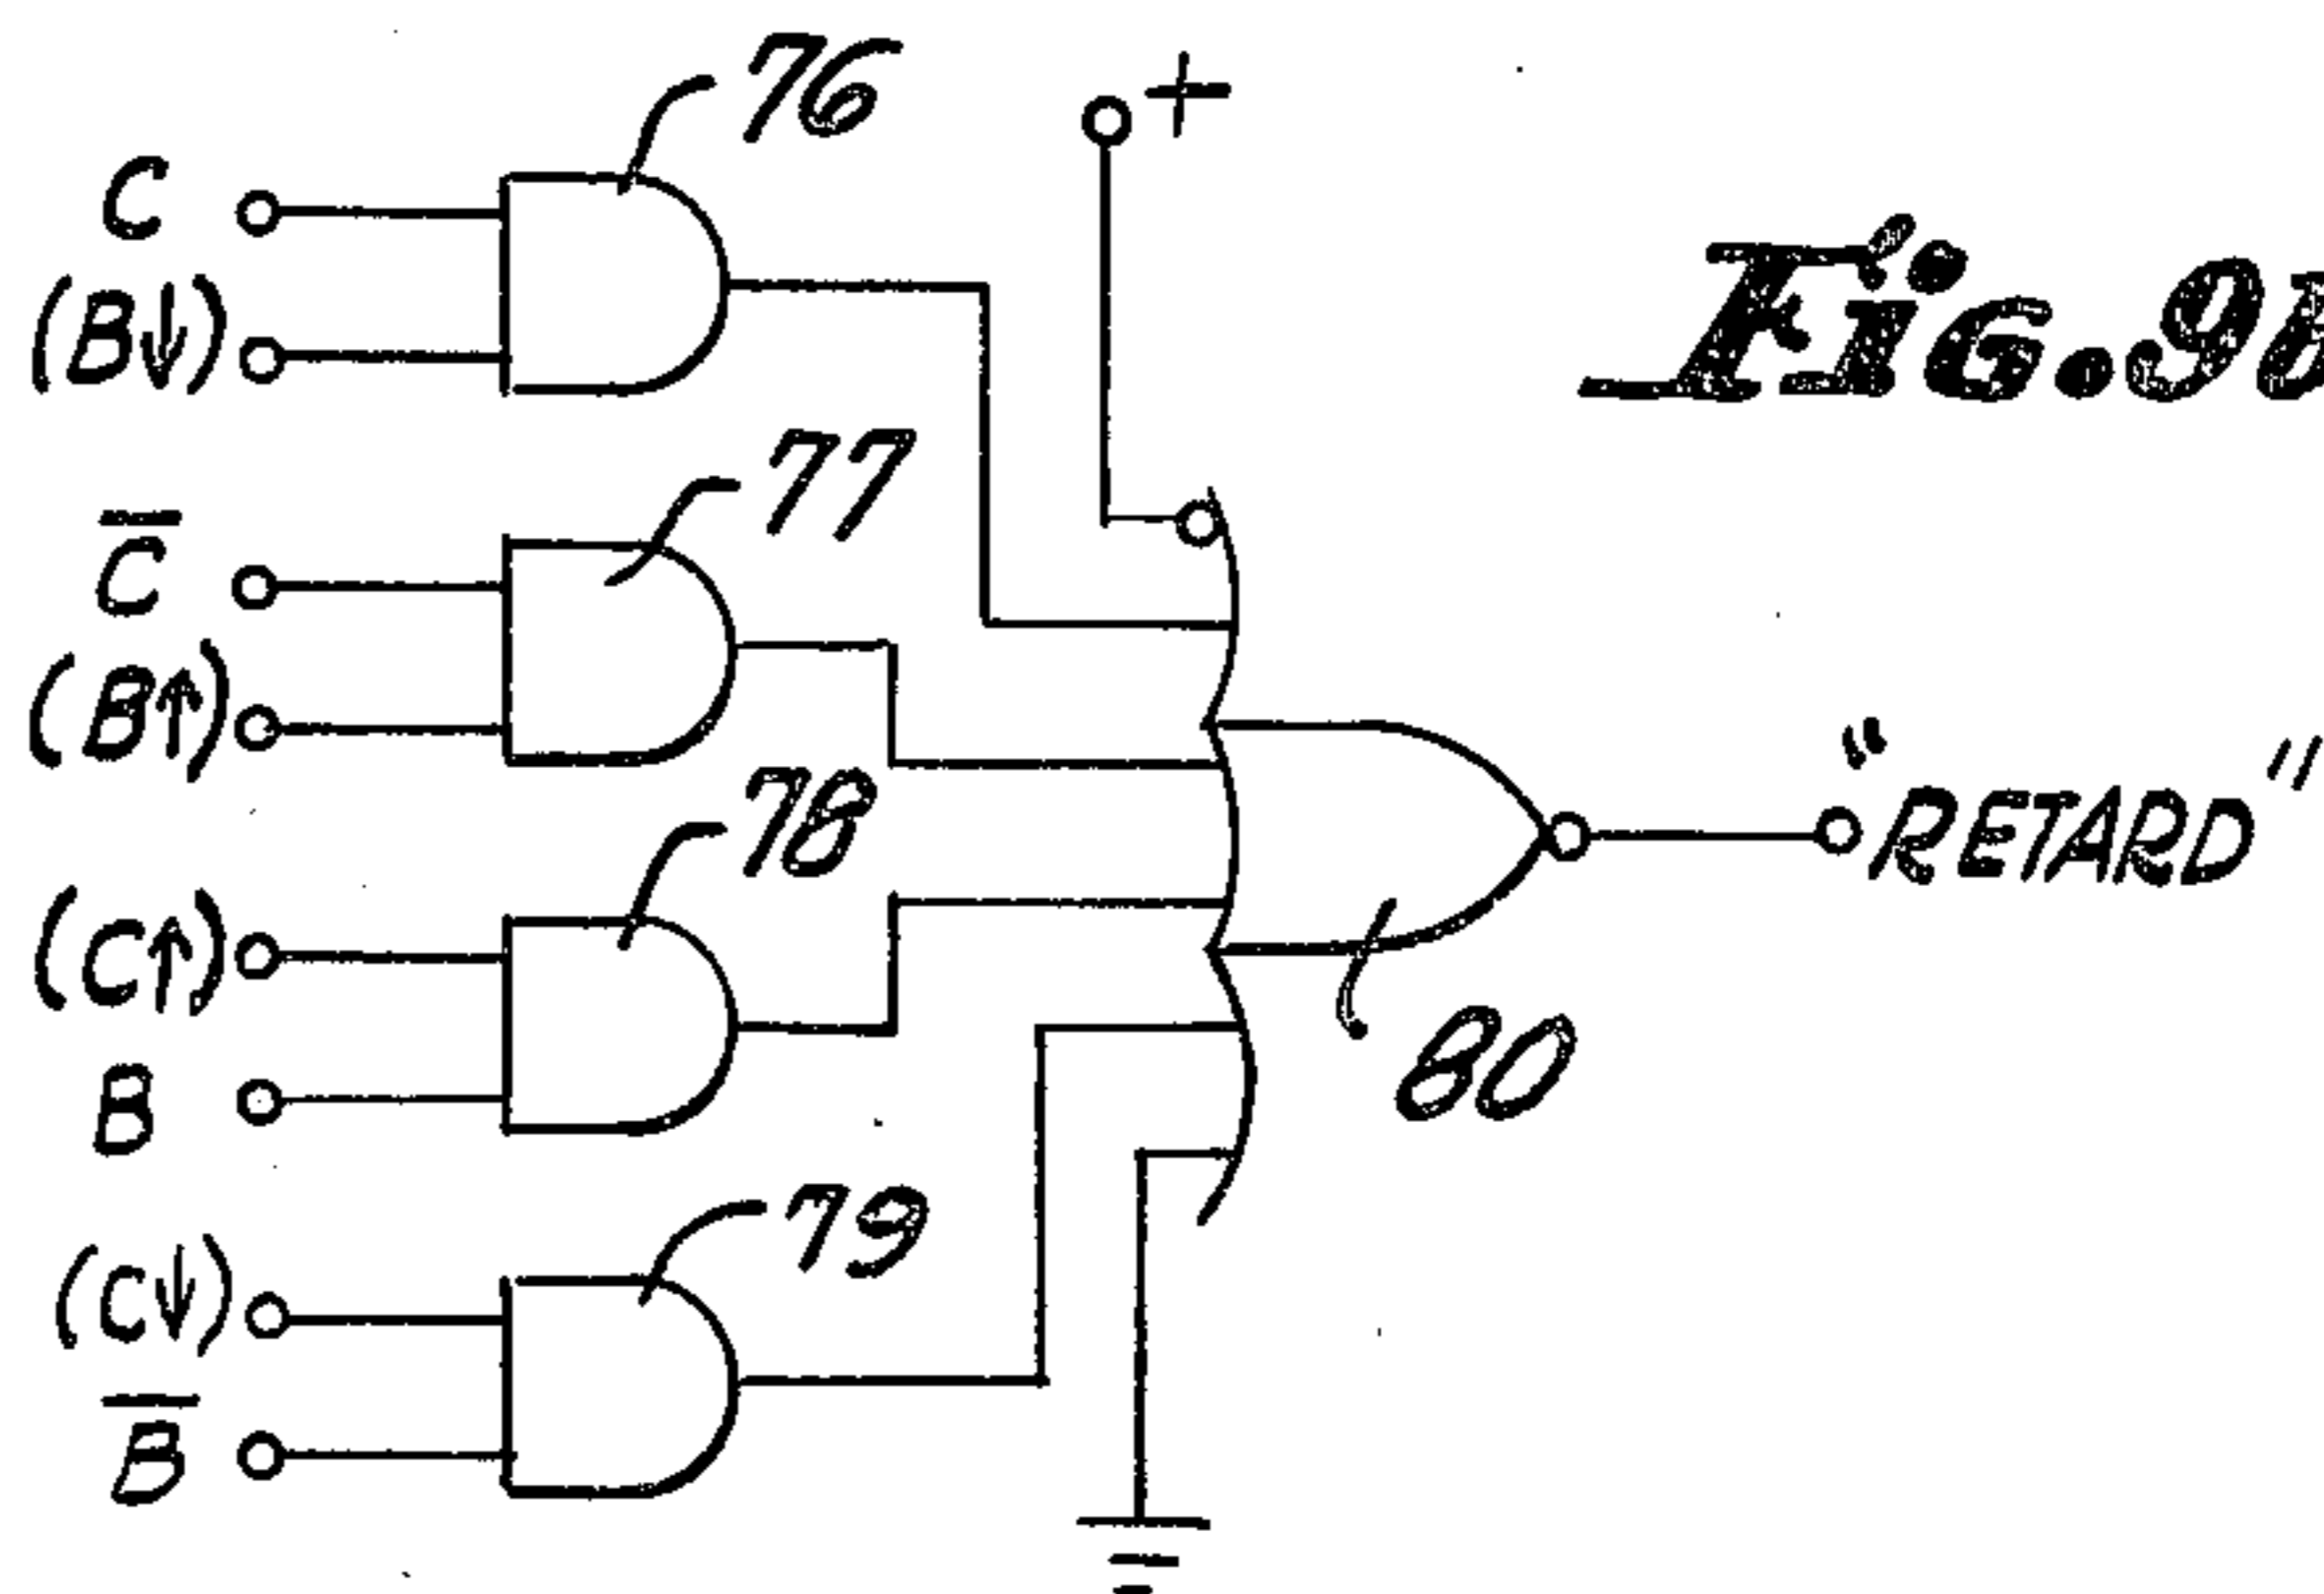 76
+
C
(B↓)
Fig. 9B
77
C̅
(B↑)
78
"RETARD"
(C↑)
80
B
79
(C↓)
B̅